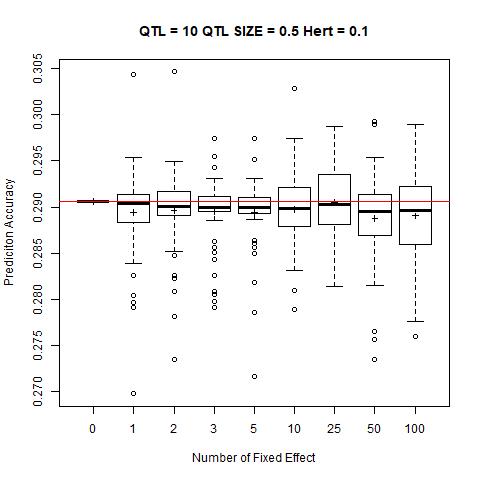 QTL = 10 QTL SIZE = 0.5 Hert = 0.1
Prediciton Accuracy
0.305
0.300
0.295
0.290
0.285
0.280
0.275
0.270
0 1 2 3 5 10 25 50 100
Number of Fixed Effect